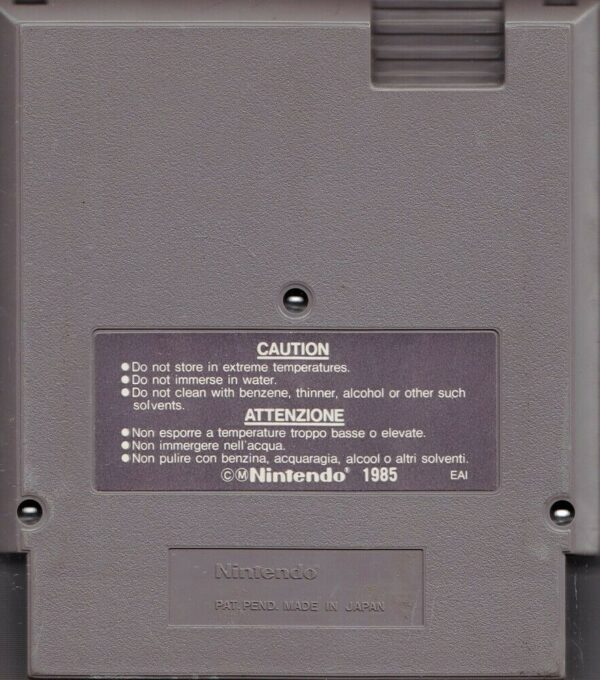 CAUTION
●Do not store in extreme temperatures.
●Do not immerse in water.
●Do not clean with benzene, thinner, alcohol or other such
solvents.
ATTENZIONE
●Non esporre a temperature troppo basse o elevate.
●Non immergere nell'acqua.
●Non pulire con benzina, acquaragia, alcool o altri solventi.
©ⓂNintendo® 1985 EAI
Nintendo
PAT. PEND. MADE IN JAPAN